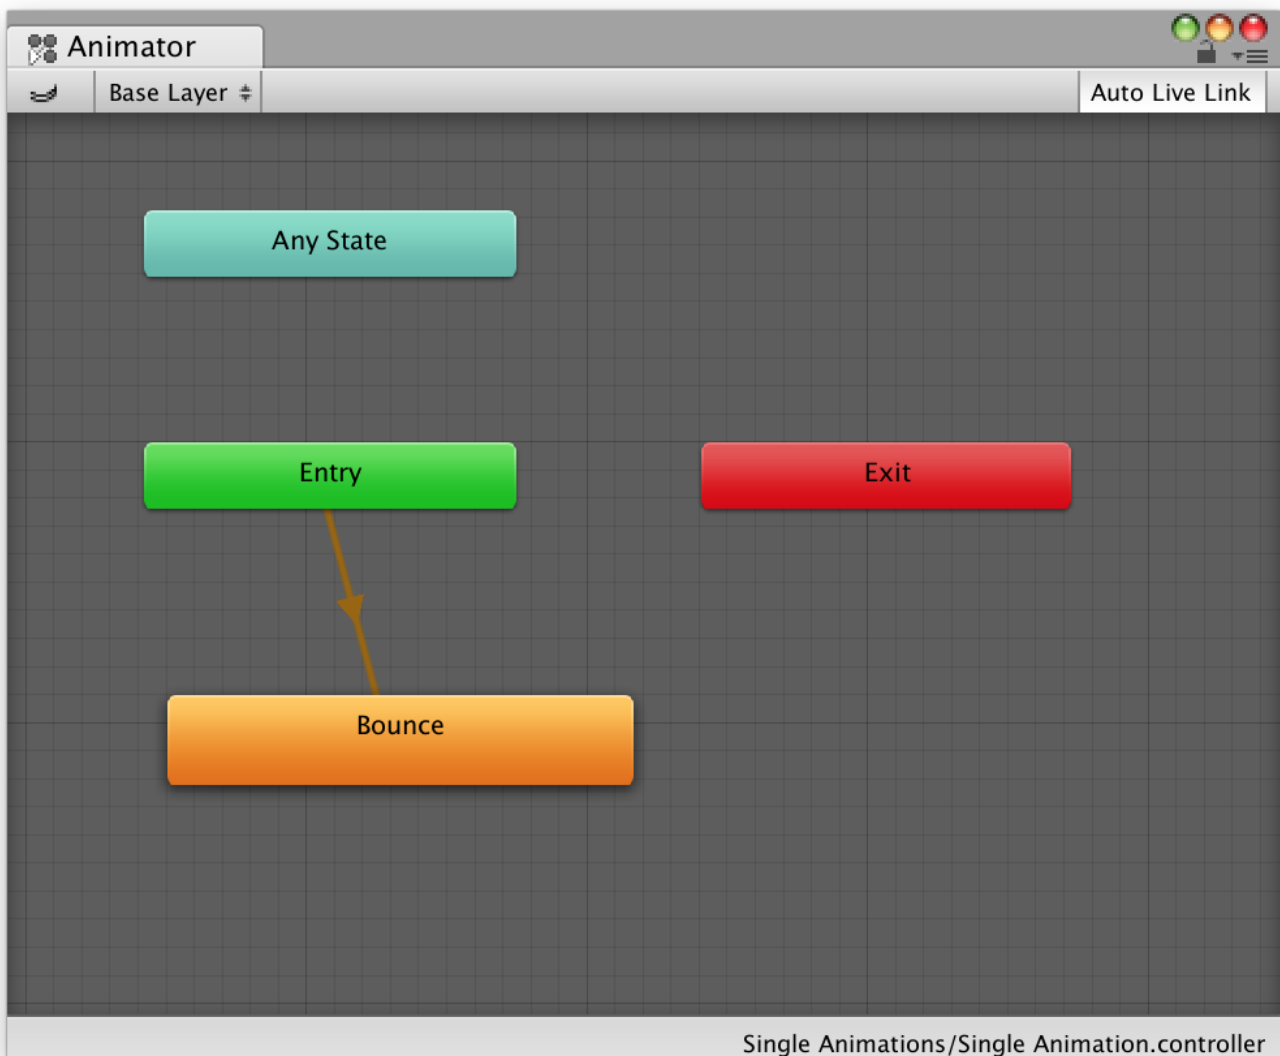 Animator
Base Layer
Auto Live Link
Any State
Entry
Exit
Bounce
Single Animations/Single Animation.controller